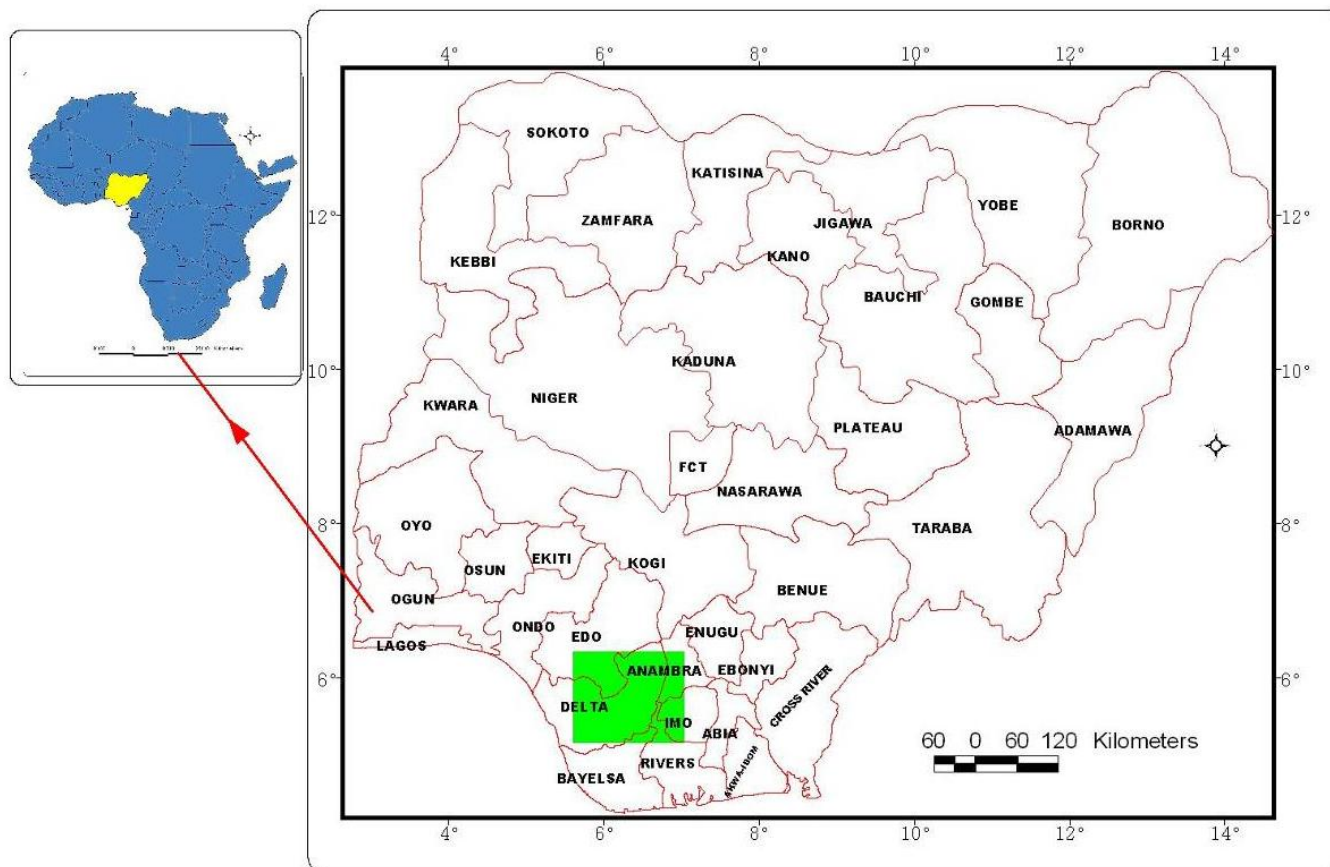 4° 6° 8° 10° 12° 14°
SOKOTO
KATISINA
ZAMFARA
JIGAWA
YOBE
12°
BORNO
12°
KEBBI
KANO
BAUCHI
GOMBE
KADUNA
10°
10°
KWARA
NIGER
PLATEAU
ADAMAWA
FCT
NASARAWA
8°
OYO
TARABA
8°
OSUN
EKITI
KOGI
BENUE
OGUN
ONDO
EDO
ENUGU
LAGOS
ANAMBRA
EBONYI
6°
CROSS RIVER
6°
DELTA
IMO
ABIA
60 0 60 120 Kilometers
RIVERS
BAYELSA
AKWA-IBOM
4° 6° 8° 10° 12° 14°